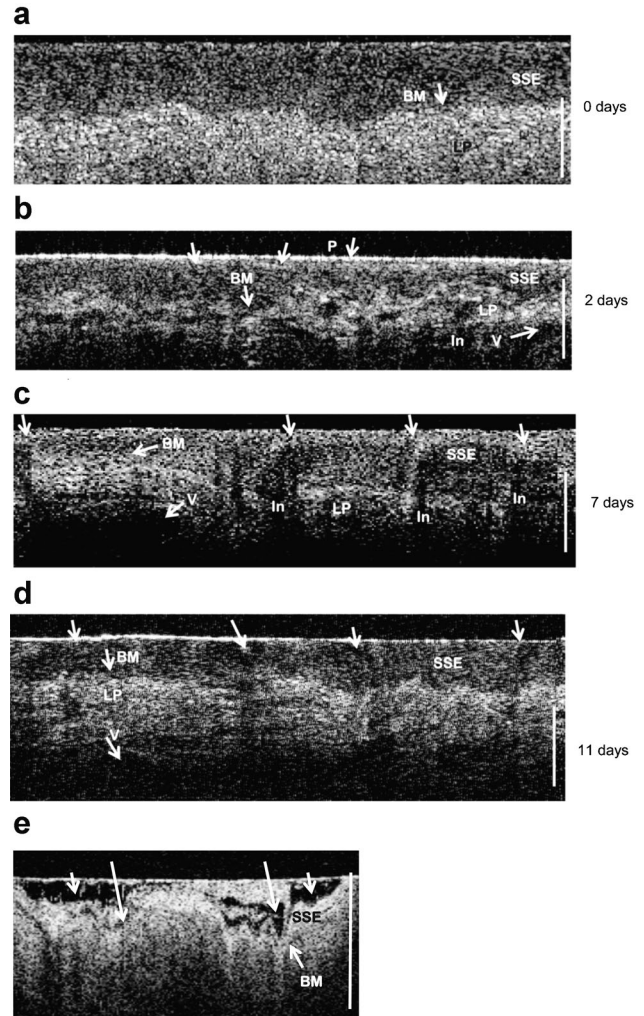 a
SSE
BM
LP
0 days
b
P
BM
SSE
LP
In
V
2 days
c
BM
SSE
V
In
LP
In
In
7 days
d
BM
SSE
LP
V
11 days
e
SSE
BM